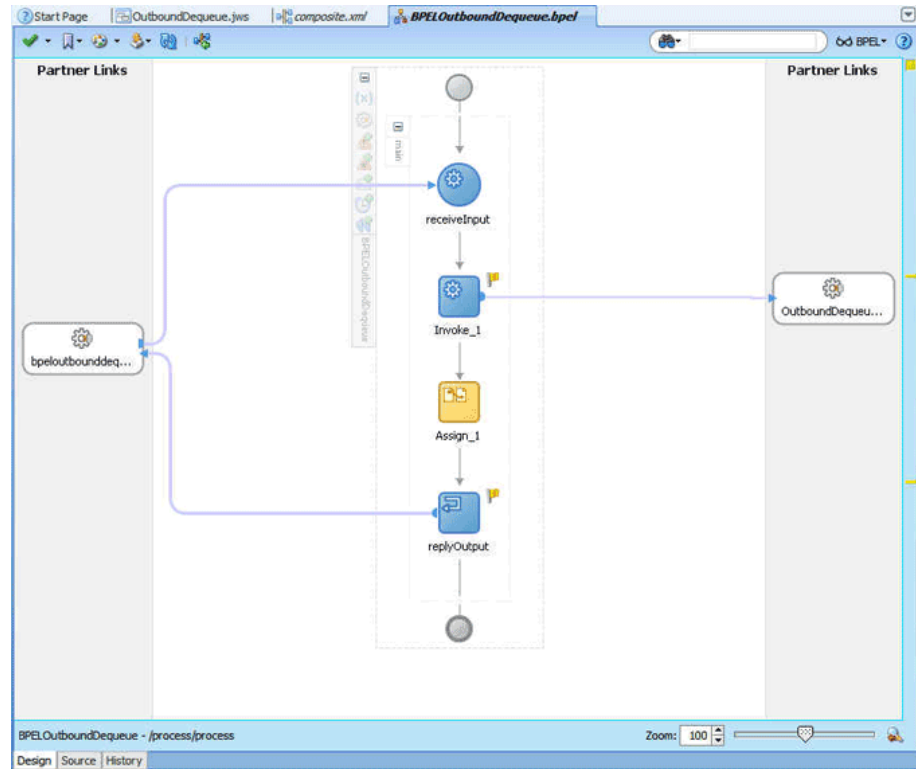 Start Page
OutboundDequeue.jws
composite.xml
BPELOutboundDequeue.bpel
BPEL
Partner Links
Partner Links
main
receiveInput
BPELOutboundDequeue
Invoke_1
OutboundDequeu...
bpeloutbounddeq...
Assign_1
replyOutput
BPELOutboundDequeue - /process/process
Zoom: 100
Design Source History